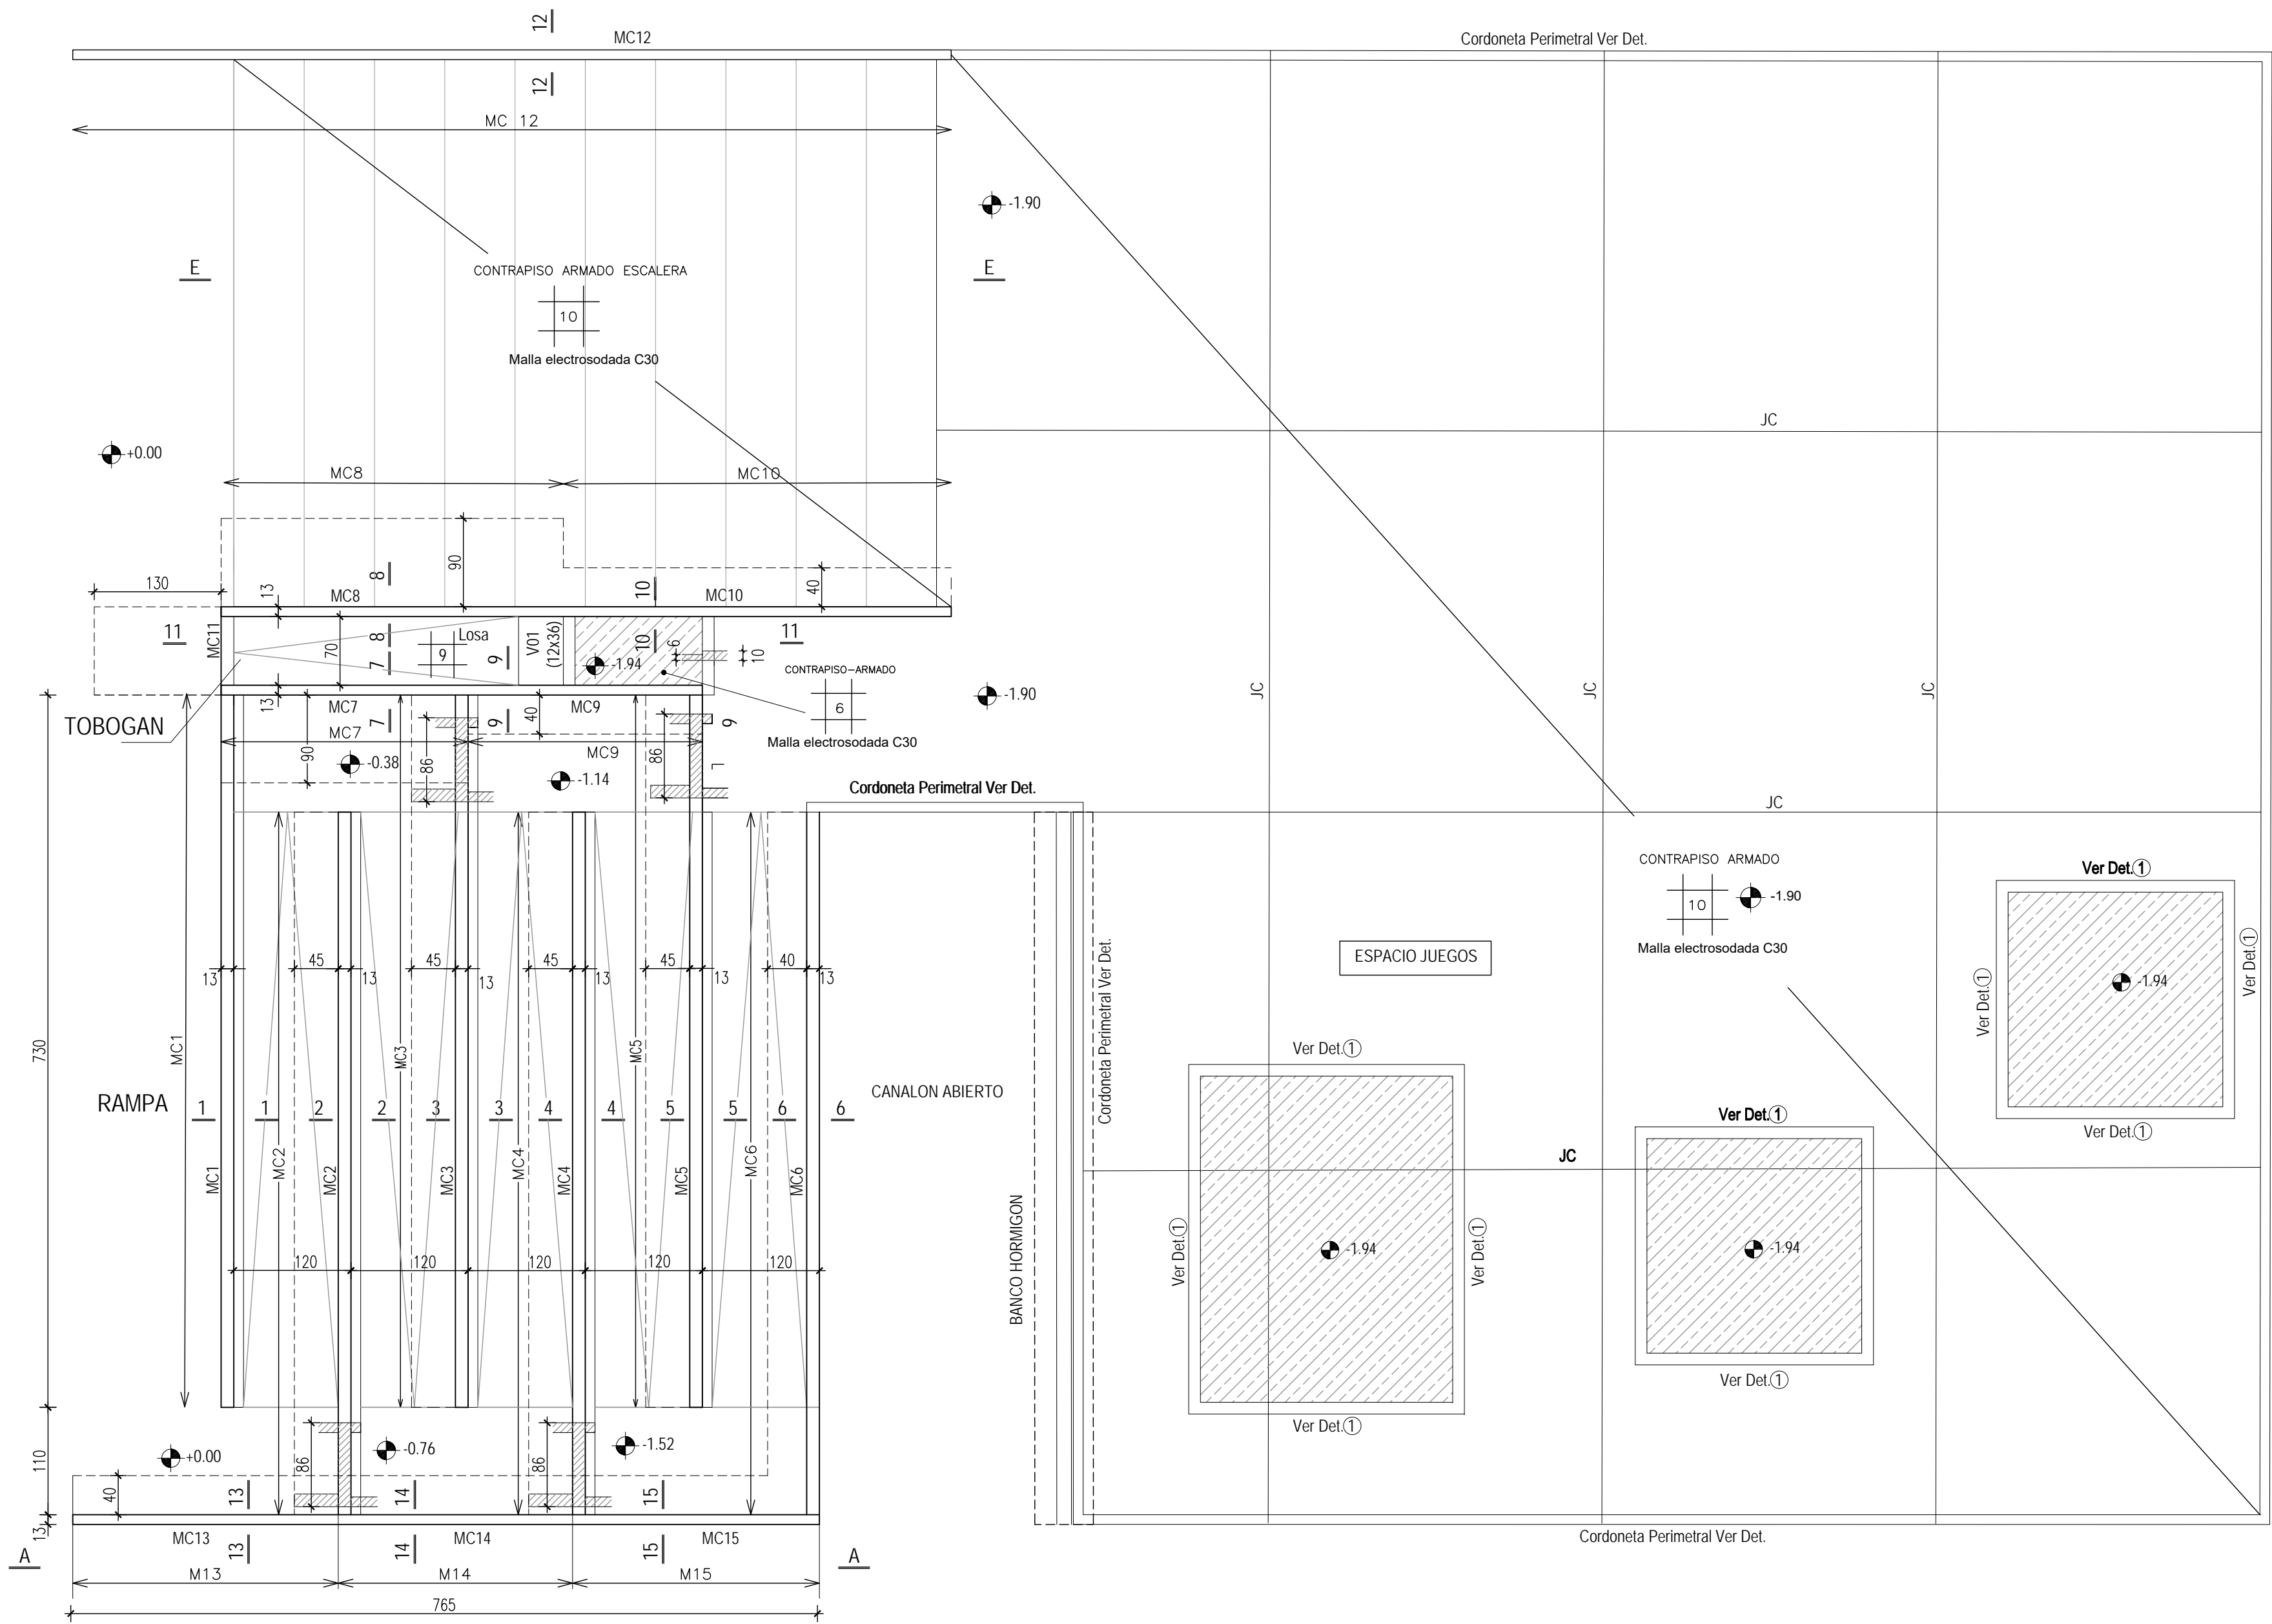 12
MC12
Cordoneta Perimetral Ver Det.
12
MC 12
-1.90
E
E
CONTRAPISO ARMADO ESCALERA
10
Malla electrosodada C30
JC
+0.00
MC8
MC10
90
130
13
8
MC8
10
MC10
40
11
MC11
70
8
7
9
Losa
9
V01
(12x36)
10
-1.94
6
10
11
CONTRAPISO-ARMADO
6
Malla electrosodada C30
-1.90
JC
JC
JC
TOBOGAN
13
MC7
7
9
40
MC9
9
MC7
MC9
90
-0.38
86
-1.14
86
L
Cordoneta Perimetral Ver Det.
JC
CONTRAPISO ARMADO
10
-1.90
Malla electrosodada C30
Ver Det.1
Ver Det.1
Ver Det.1
-1.94
Ver Det.1
ESPACIO JUEGOS
45
45
45
45
40
13
13
13
13
13
13
730
MC1
MC3
MC5
Cordoneta Perimetral Ver Det.
Ver Det.1
CANALON ABIERTO
RAMPA
1
1
2
2
3
3
4
4
5
5
6
6
Ver Det.1
JC
MC1
MC2
MC2
MC3
MC4
MC4
MC5
MC6
MC6
BANCO HORMIGON
Ver Det.1
-1.94
Ver Det.1
-1.94
120
120
120
120
120
Ver Det.1
Ver Det.1
110
+0.00
86
-0.76
86
-1.52
40
13
14
15
13
MC13
MC14
MC15
Cordoneta Perimetral Ver Det.
A
13
14
15
A
M13
M14
M15
765